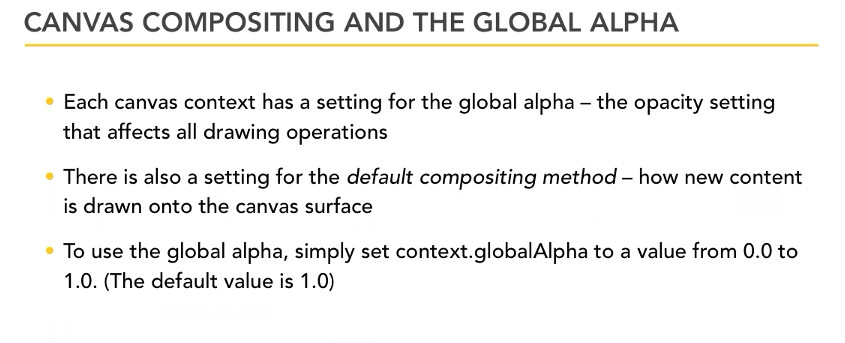 CANVAS COMPOSITING AND THE GLOBAL ALPHA
• Each canvas context has a setting for the global alpha – the opacity setting
that affects all drawing operations
• There is also a setting for the default compositing method – how new content
is drawn onto the canvas surface
• To use the global alpha, simply set context.globalAlpha to a value from 0.0 to
1.0. (The default value is 1.0)